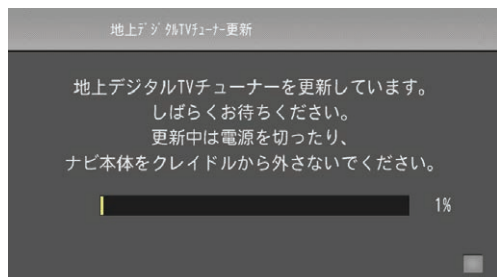 地上ﾃﾞｼﾞﾀﾙTVﾁｭｰﾅｰ更新
地上デジタルTVチューナーを更新しています。
しばらくお待ちください。
更新中は電源を切ったり、
ナビ本体をクレイドルから外さないでください。
1%